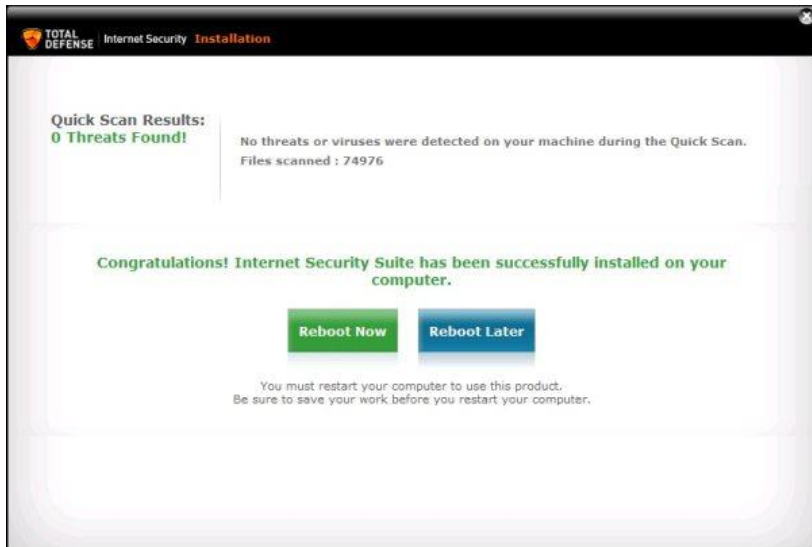 TOTAL
DEFENSE
Internet Security Installation
Quick Scan Results:
0 Threats Found!
No threats or viruses were detected on your machine during the Quick Scan.
Files scanned : 74976
Congratulations! Internet Security Suite has been successfully installed on your
computer.
Reboot Now
Reboot Later
You must restart your computer to use this product.
Be sure to save your work before you restart your computer.